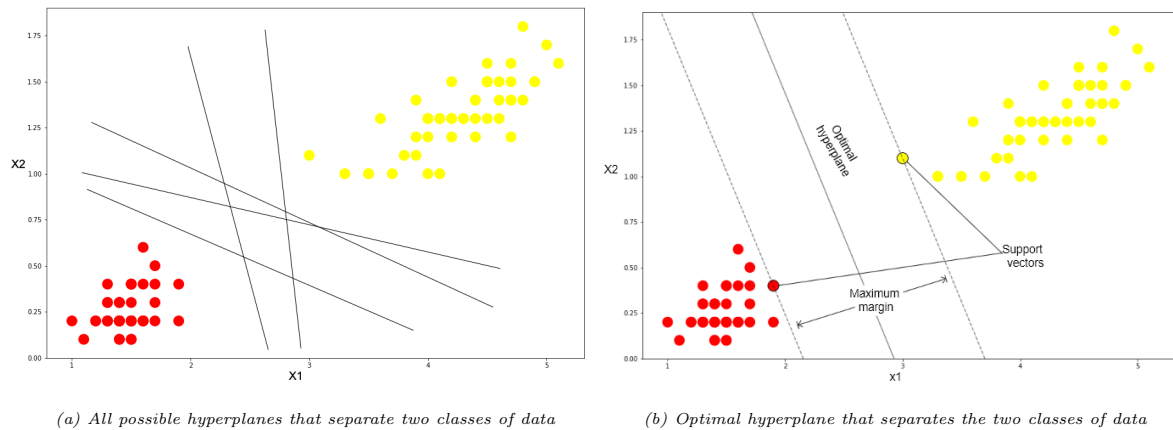 X2
1.75
1.50
1.25
1.00
0.75
0.50
0.25
0.00
1
2
3
4
5
X1
(a) All possible hyperplanes that separate two classes of data
X2
1.75
1.50
1.25
1.00
0.75
0.50
0.25
0.00
Optimal
hyperplane
Support
vectors
Maximum
margin
1
2
3
4
5
x1
(b) Optimal hyperplane that separates the two classes of data